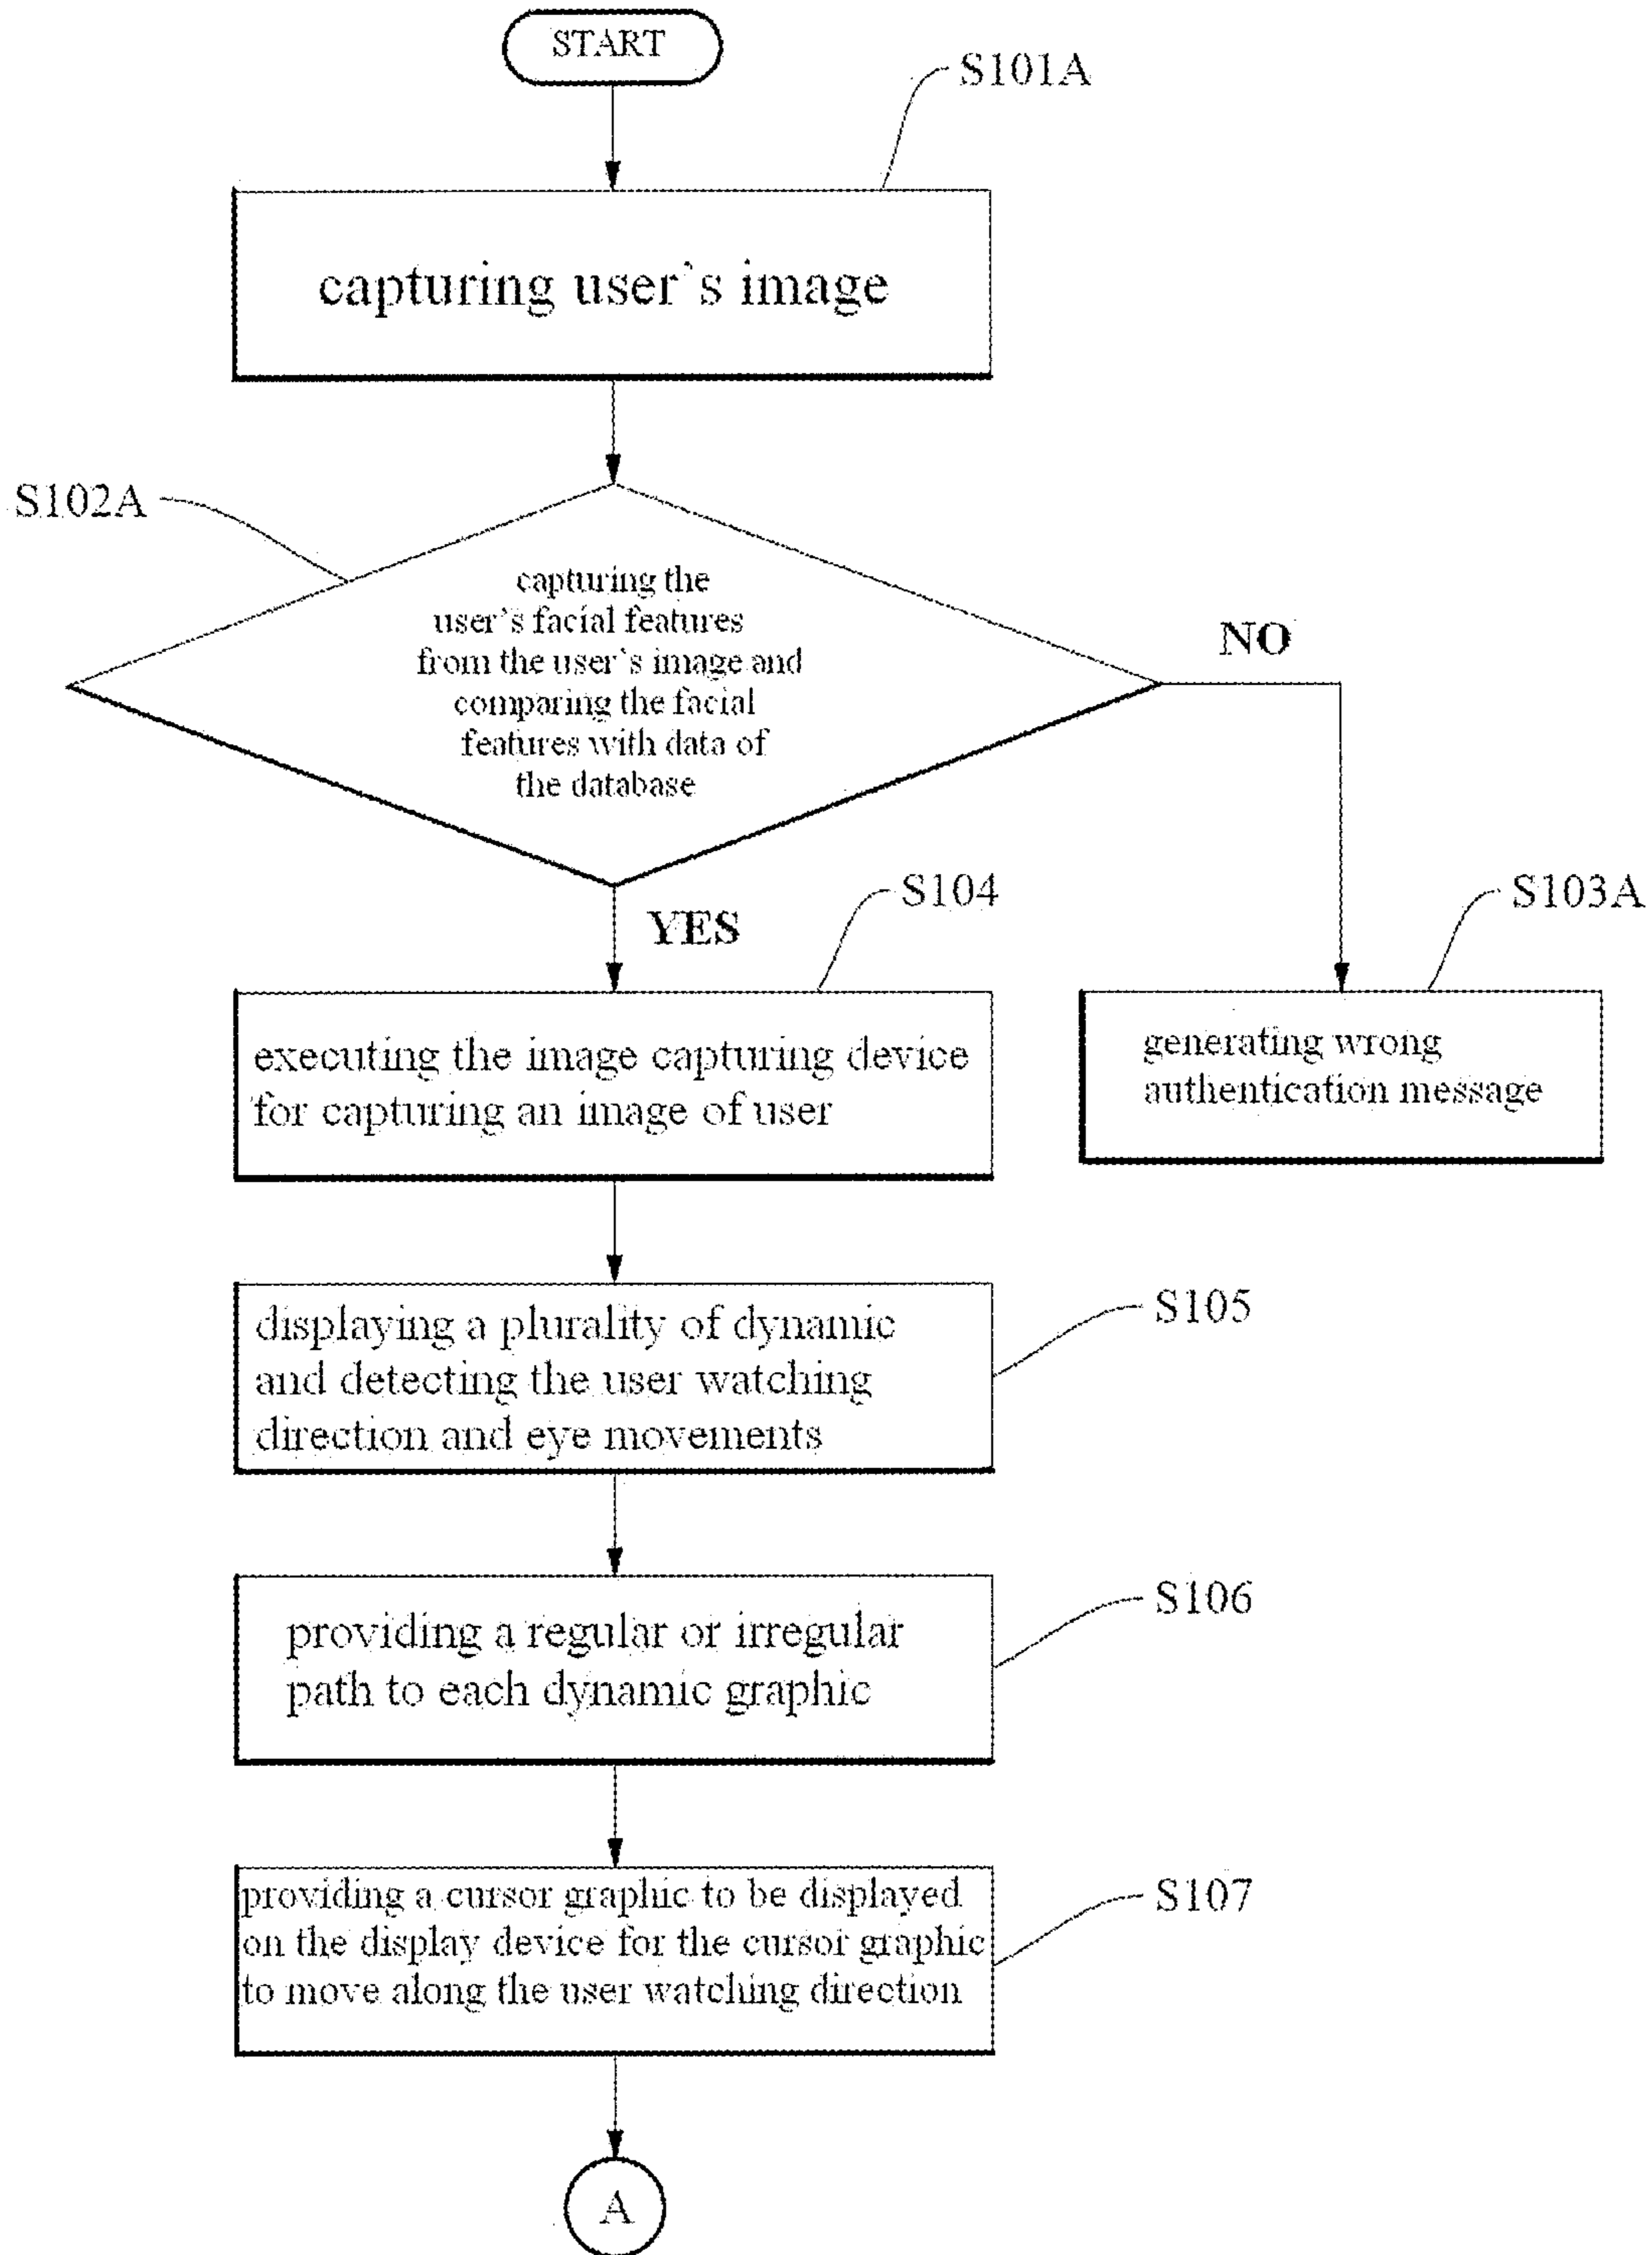 START
S101A
capturing user's image
S102A
capturing the
user's facial features
from the user's image and
comparing the facial
features with data of
the database
NO
YES
S104
S103A
executing the image capturing device
for capturing an image of user
generating wrong
authentication message
displaying a plurality of dynamic
and detecting the user watching
direction and eye movements
S105
providing a regular or irregular
path to each dynamic graphic
S106
providing a cursor graphic to be displayed
on the display device for the cursor graphic
to move along the user watching direction
S107
A